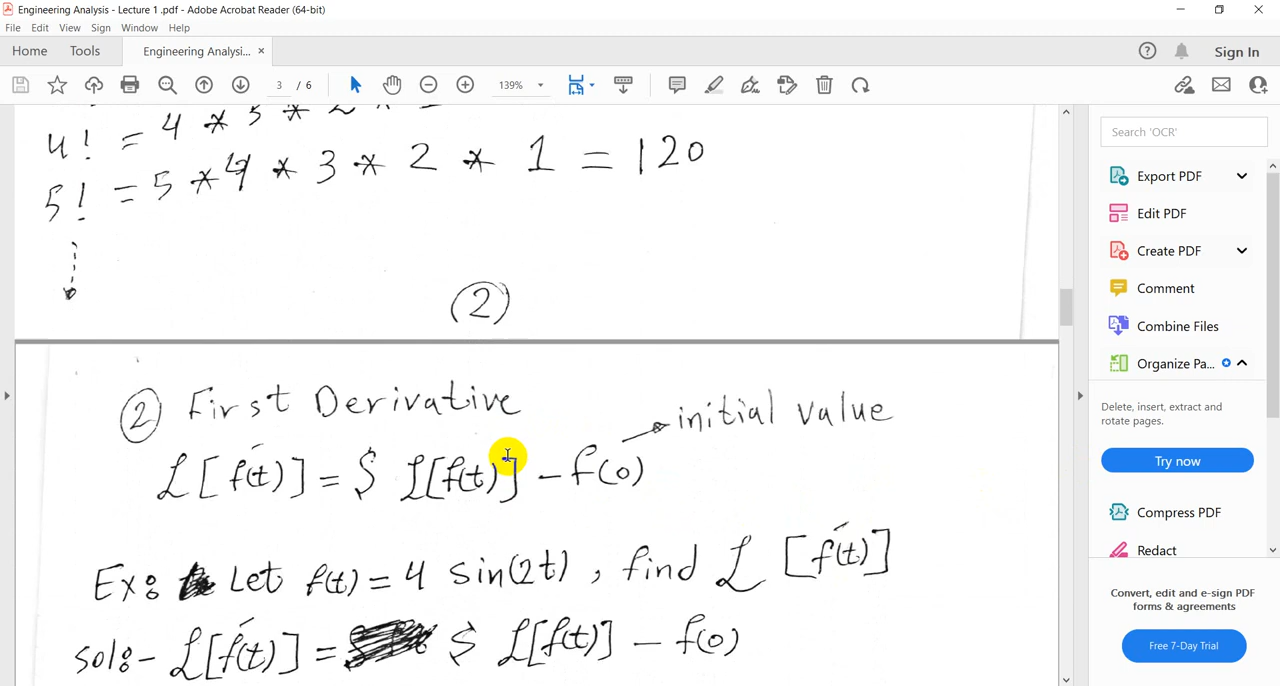 Engineering Analysis - Lecture 1 .pdf - Adobe Acrobat Reader (64-bit)
File Edit View Sign Window Help
Home Tools Engineering Analysi... × Sign In
3 / 6 139%
4! = 4 * 3 * 2 * 1
5! = 5 * 4 * 3 * 2 * 1 = 120
(2)
② First Derivative
initial value
ℒ[f́(t)] = S ℒ[f(t)] - f(0)
Ex: Let f(t) = 4 sin(2t), find ℒ [f́(t)]
sol:- ℒ[f́(t)] = S ℒ[f(t)] - f(0)
Search 'OCR'
Export PDF
Edit PDF
Create PDF
Comment
Combine Files
Organize Pa...
Delete, insert, extract and
rotate pages.
Try now
Compress PDF
Redact
Convert, edit and e-sign PDF
forms & agreements
Free 7-Day Trial